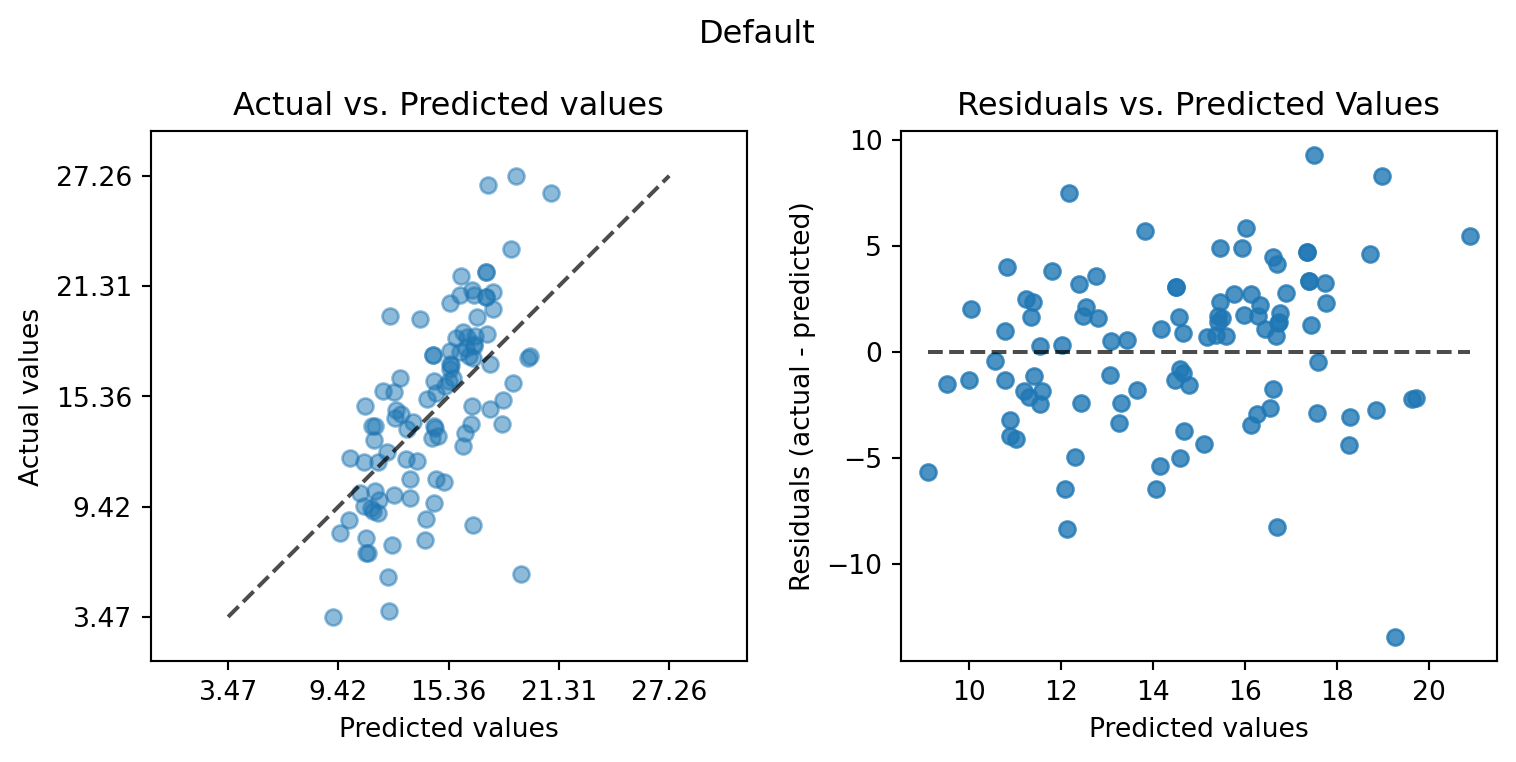 Default
Actual vs. Predicted values
27.26
21.31
15.36
9.42
3.47
Actual values
3.47 9.42 15.36 21.31 27.26
Predicted values
Residuals vs. Predicted Values
10
5
0
−5
−10
Residuals (actual - predicted)
10 12 14 16 18 20
Predicted values